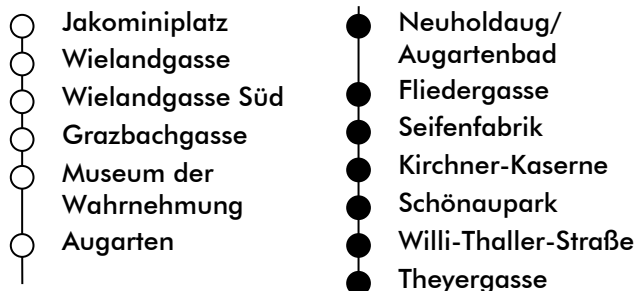 Jakominiplatz
Wielandgasse
Wielandgasse Süd
Grazbachgasse
Museum der
Wahrnehmung
Augarten
Neuholdaug/
Augartenbad
Fliedergasse
Seifenfabrik
Kirchner-Kaserne
Schönaupark
Willi-Thaller-Straße
Theyergasse